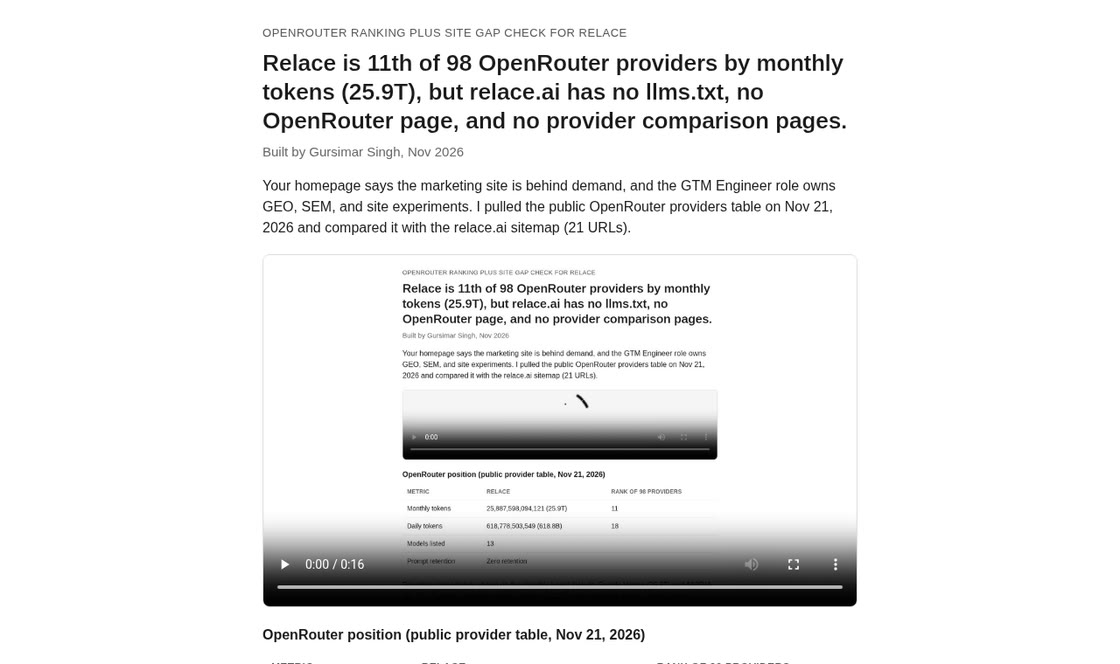 OPENROUTER RANKING PLUS SITE GAP CHECK FOR RELACE
Relace is 11th of 98 OpenRouter providers by monthly
tokens (25.9T), but relace.ai has no llms.txt, no
OpenRouter page, and no provider comparison pages.
Built by Gursimar Singh, Nov 2026
Your homepage says the marketing site is behind demand, and the GTM Engineer role owns
GEO, SEM, and site experiments. I pulled the public OpenRouter providers table on Nov 21,
2026 and compared it with the relace.ai sitemap (21 URLs).
OPENROUTER RANKING PLUS SITE GAP CHECK FOR RELACE
Relace is 11th of 98 OpenRouter providers by monthly
tokens (25.9T), but relace.ai has no llms.txt, no
OpenRouter page, and no provider comparison pages.
Built by Gursimar Singh, Nov 2026
Your homepage says the marketing site is behind demand, and the GTM Engineer role owns
GEO, SEM, and site experiments. I pulled the public OpenRouter providers table on Nov 21,
2026 and compared it with the relace.ai sitemap (21 URLs).
0:00
OpenRouter position (public provider table, Nov 21, 2026)
METRIC RELACE RANK OF 98 PROVIDERS
Monthly tokens 25,887,598,094,121 (25.9T) 11
Daily tokens 618,778,503,549 (618.8B) 18
Models listed 13
Prompt retention Zero retention
0:00 / 0:16
OpenRouter position (public provider table, Nov 21, 2026)
METRIC RELACE RANK OF 98 PROVIDERS